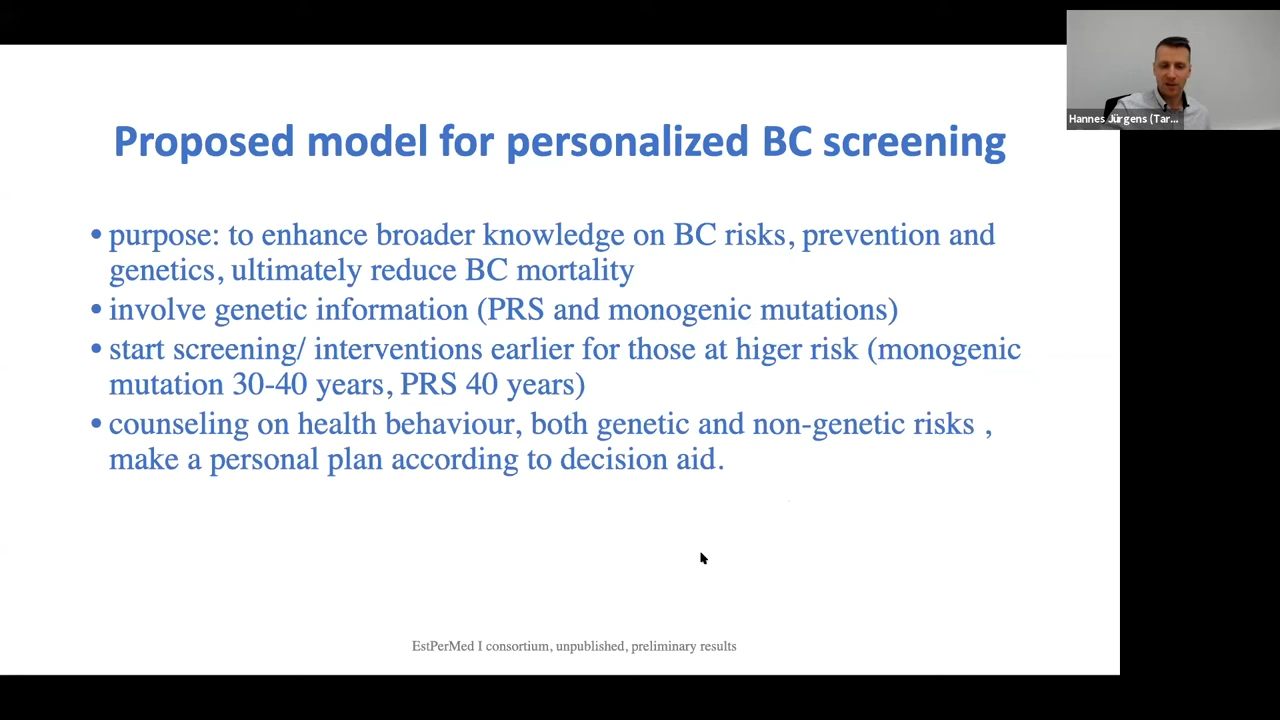 Proposed model for personalized BC screening
• purpose: to enhance broader knowledge on BC risks, prevention and
genetics, ultimately reduce BC mortality
• involve genetic information (PRS and monogenic mutations)
• start screening/ interventions earlier for those at higer risk (monogenic
mutation 30-40 years, PRS 40 years)
• counseling on health behaviour, both genetic and non-genetic risks ,
make a personal plan according to decision aid.
EstPerMed I consortium, unpublished, preliminary results
Hannes Jürgens (Tar...